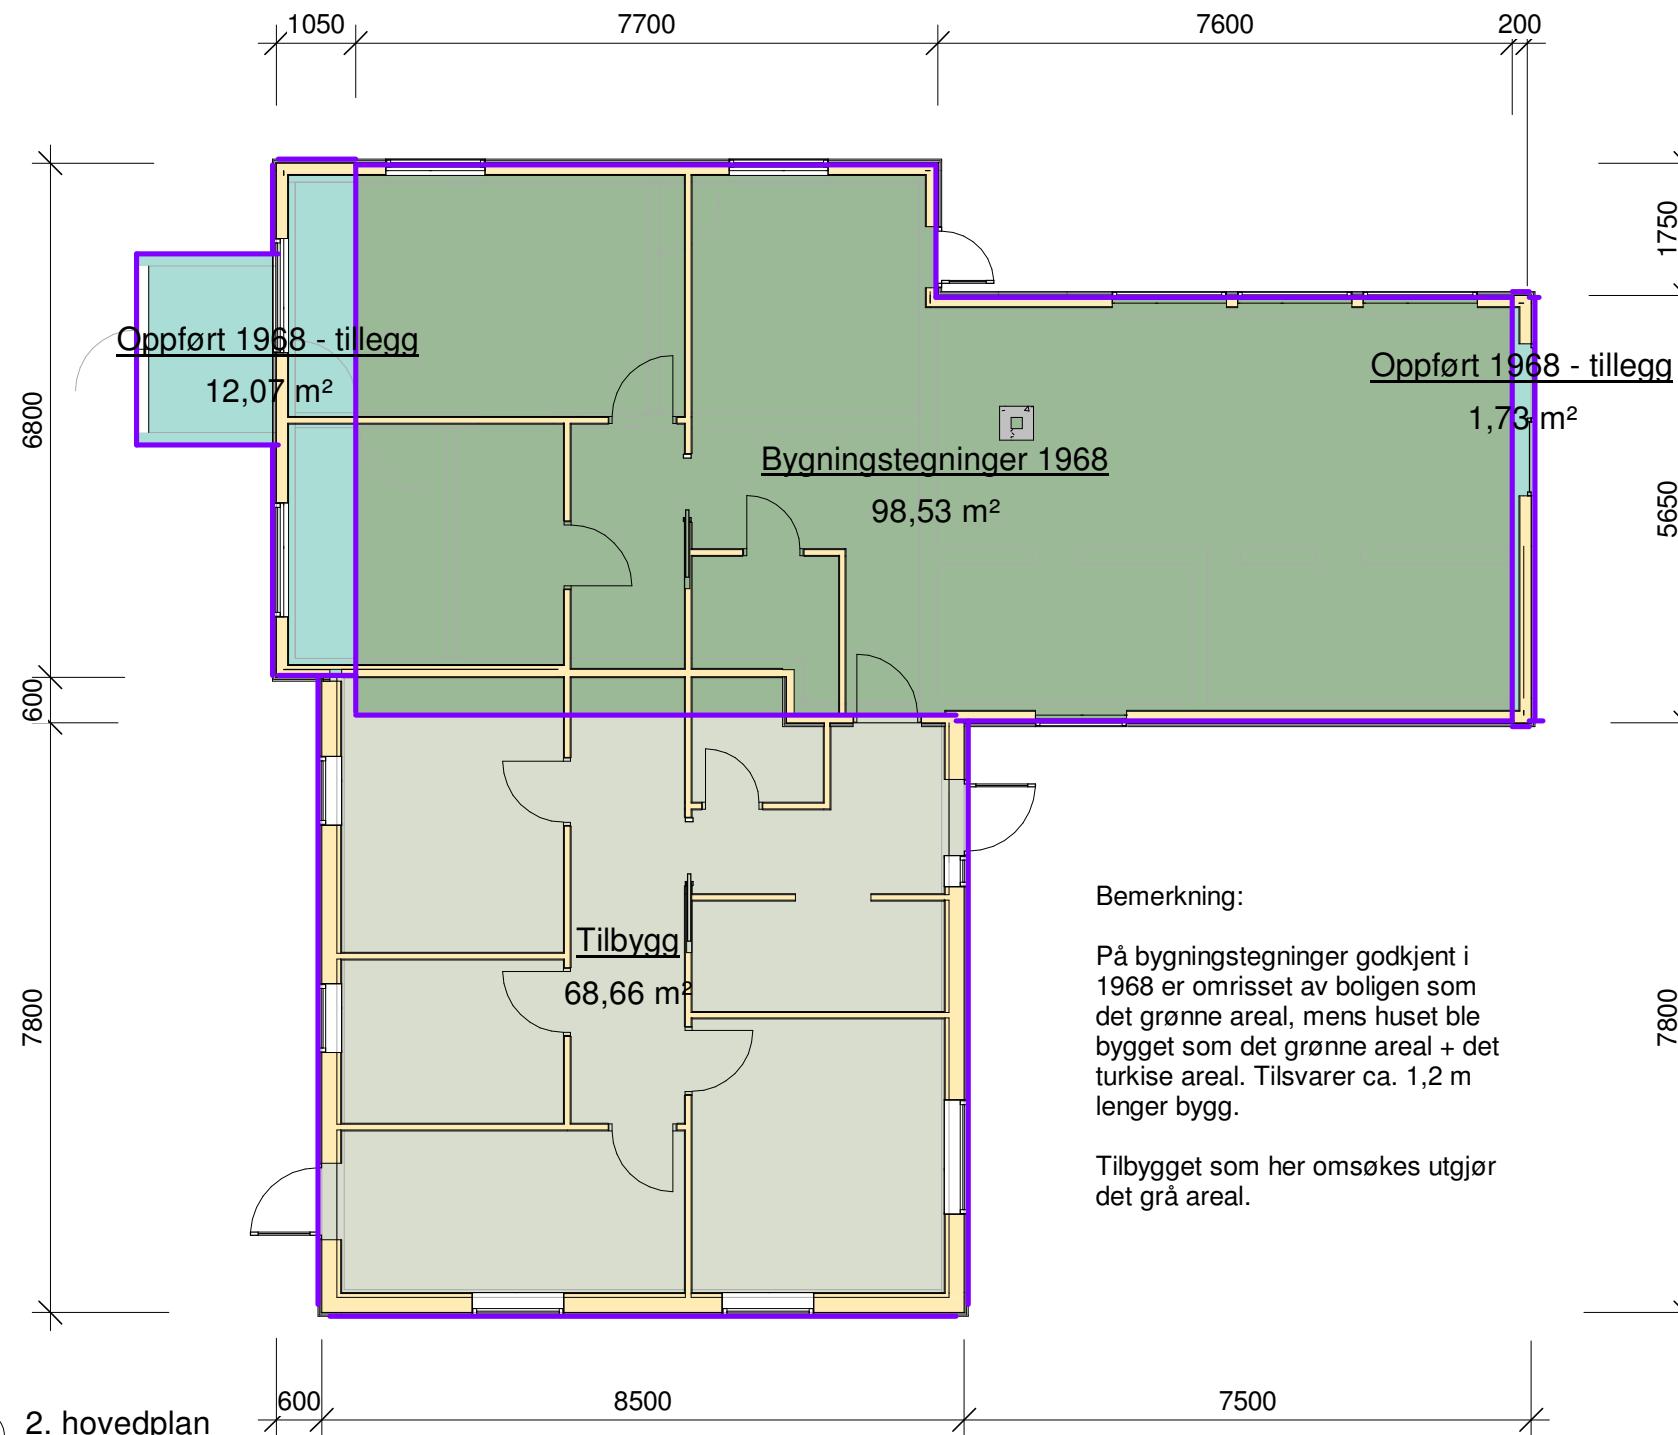 1050
7700
7600
200
1750
Oppført 1968 - tillegg
12,07 m²
Oppført 1968 - tillegg
1,73 m²
6800
Bygningstegninger 1968
98,53 m²
5650
600
Bemerkning:
På bygningstegninger godkjent i
1968 er omrisset av boligen som
det grønne areal, mens huset ble
bygget som det grønne areal + det
turkise areal. Tilsvarer ca. 1,2 m
lenger bygg.
Tilbygget som her omsøkes utgjør
det grå areal.
Tilbygg
68,66 m²
7800
7800
600
8500
7500
2. hovedplan